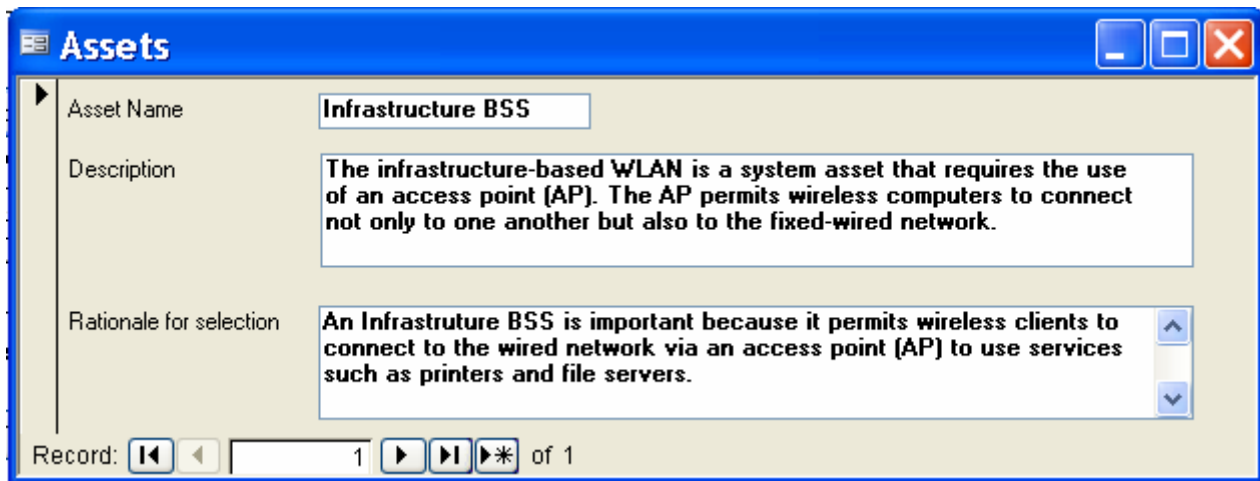 Assets
Asset Name
Infrastructure BSS
Description
The infrastructure-based WLAN is a system asset that requires the use
of an access point (AP). The AP permits wireless computers to connect
not only to one another but also to the fixed-wired network.
Rationale for selection
An Infrastruture BSS is important because it permits wireless clients to
connect to the wired network via an access point (AP) to use services
such as printers and file servers.
Record: 1 of 1